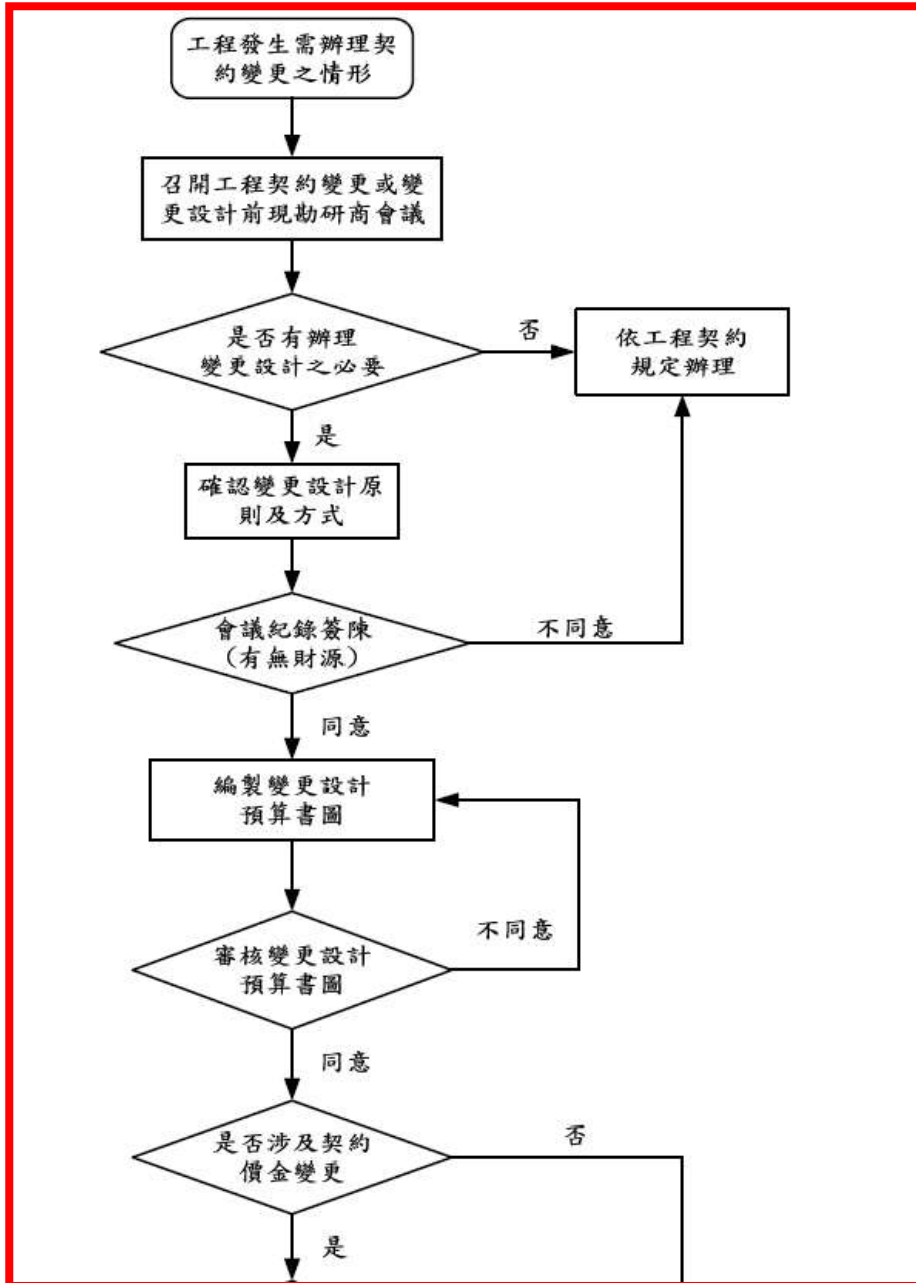 工程發生需辦理契
約變更之情形
召開工程契約變更或變
更設計前現勘研商會議
是否有辦理
變更設計之必要
否
依工程契約
規定辦理
是
確認變更設計原
則及方式
會議紀錄簽陳
(有無財源)
不同意
同意
編製變更設計
預算書圖
不同意
審核變更設計
預算書圖
同意
是否涉及契約
價金變更
否
是